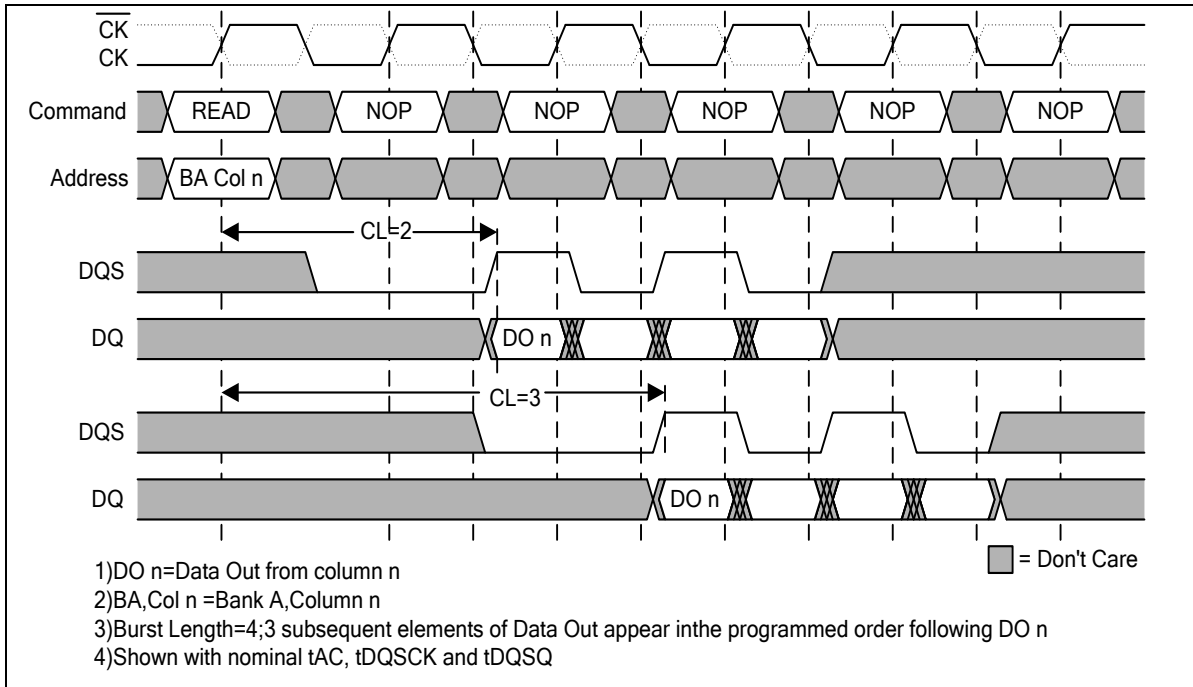 CK
CK
Command READ NOP NOP NOP NOP NOP
Address BA Col n
CL=2
DQS
DQ DO n
CL=3
DQS
DQ DO n
= Don't Care
1)DO n=Data Out from column n
2)BA,Col n =Bank A,Column n
3)Burst Length=4;3 subsequent elements of Data Out appear inthe programmed order following DO n
4)Shown with nominal tAC, tDQSCK and tDQSQ